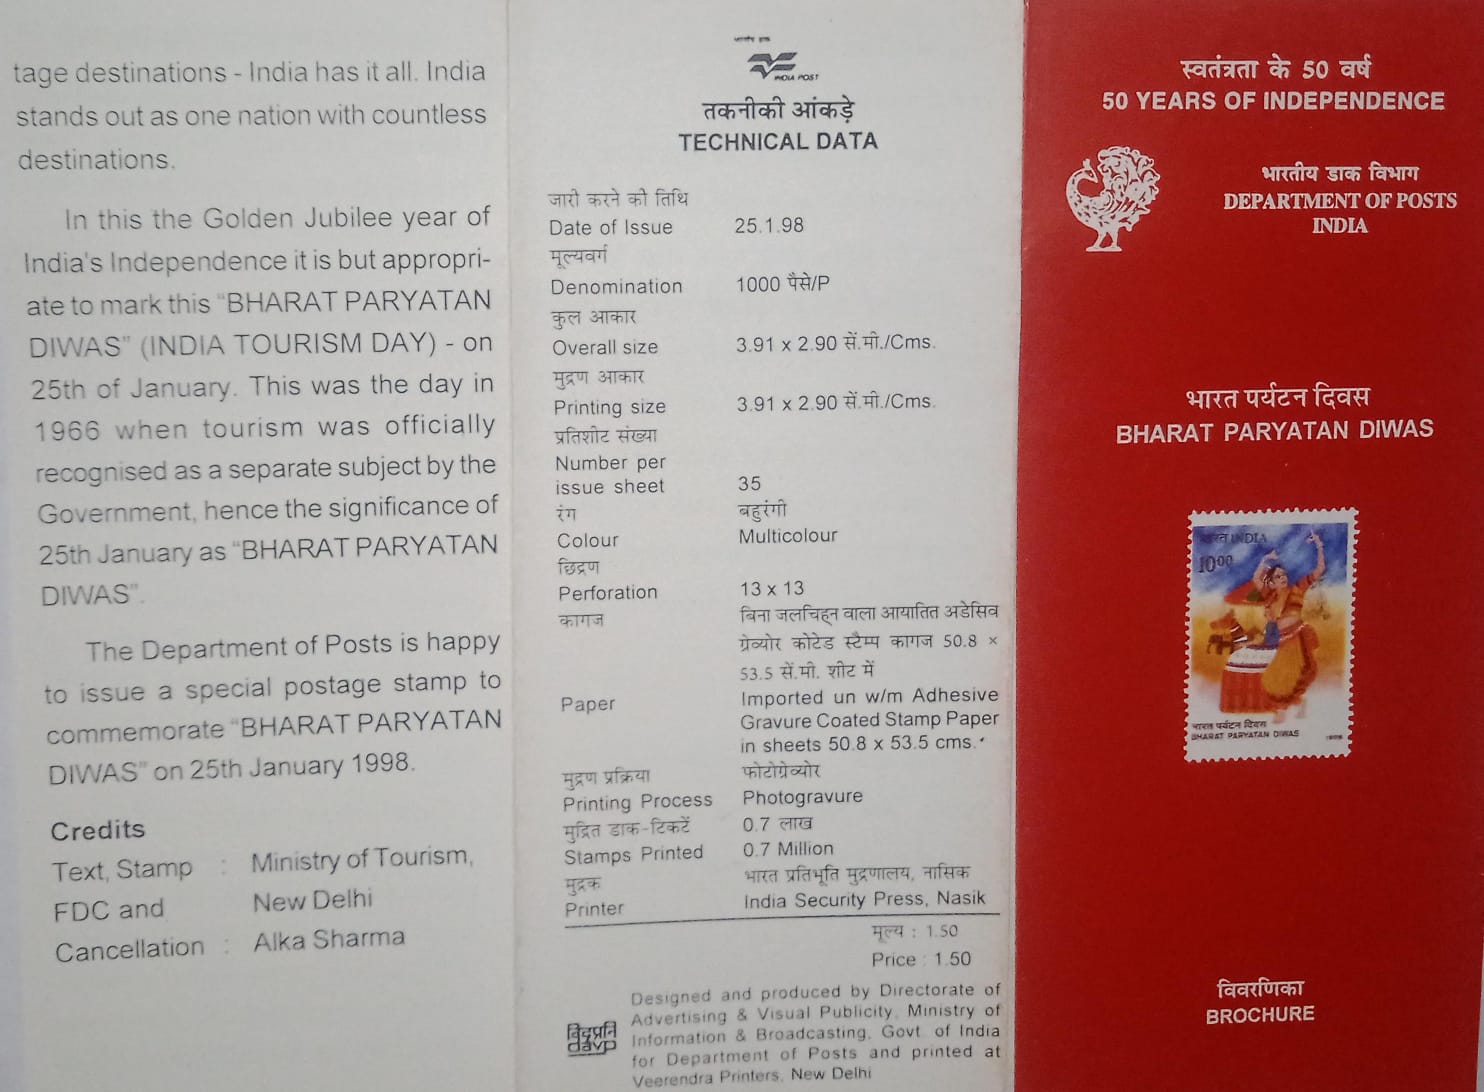 tage destinations - India has it all. India
stands out as one nation with countless
destinations.
In this the Golden Jubilee year of
India's Independence it is but appropri-
ate to mark this "BHARAT PARYATAN
DIWAS" (INDIA TOURISM DAY) - on
25th of January. This was the day in
1966 when tourism was officially
recognised as a separate subject by the
Government, hence the significance of
25th January as "BHARAT PARYATAN
DIWAS".
The Department of Posts is happy
to issue a special postage stamp to
commemorate "BHARAT PARYATAN
DIWAS" on 25th January 1998.
Credits
Text, Stamp : Ministry of Tourism,
FDC and New Delhi
Cancellation : Alka Sharma
भारतीय डाक
INDIA POST
तकनीकी आंकड़े
TECHNICAL DATA
जारी करने की तिथि
Date of Issue 25.1.98
मूल्यवर्ग
Denomination 1000 पैसे/P
कुल आकार
Overall size 3.91 x 2.90 सें.मी./Cms.
मुद्रण आकार
Printing size 3.91 x 2.90 सें.मी./Cms.
प्रतिशीट संख्या
Number per
issue sheet 35
रंग बहुरंगी
Colour Multicolour
छिद्रण
Perforation 13 x 13
कागज बिना जलचिह्न वाला आयातित अडेसिव
ग्रेव्योर कोटेड स्टैम्प कागज 50.8 ×
53.5 सें.मी. शीट में
Paper Imported un w/m Adhesive
Gravure Coated Stamp Paper
in sheets 50.8 x 53.5 cms.
मुद्रण प्रक्रिया फोटोग्रेव्योर
Printing Process Photogravure
मुद्रित डाक-टिकटें 0.7 लाख
Stamps Printed 0.7 Million
मुद्रक भारत प्रतिभूति मुद्रणालय, नासिक
Printer India Security Press, Nasik
मूल्य : 1.50
Price : 1.50
विदृप्रनि
davp
Designed and produced by Directorate of
Advertising & Visual Publicity, Ministry of
Information & Broadcasting, Govt. of India
for Department of Posts and printed at
Veerendra Printers, New Delhi
स्वतंत्रता के 50 वर्ष
50 YEARS OF INDEPENDENCE
भारतीय डाक विभाग
DEPARTMENT OF POSTS
INDIA
भारत पर्यटन दिवस
BHARAT PARYATAN DIWAS
भारत INDIA
1000
भारत पर्यटन दिवस
BHARAT PARYATAN DIWAS 1998
विवरणिका
BROCHURE